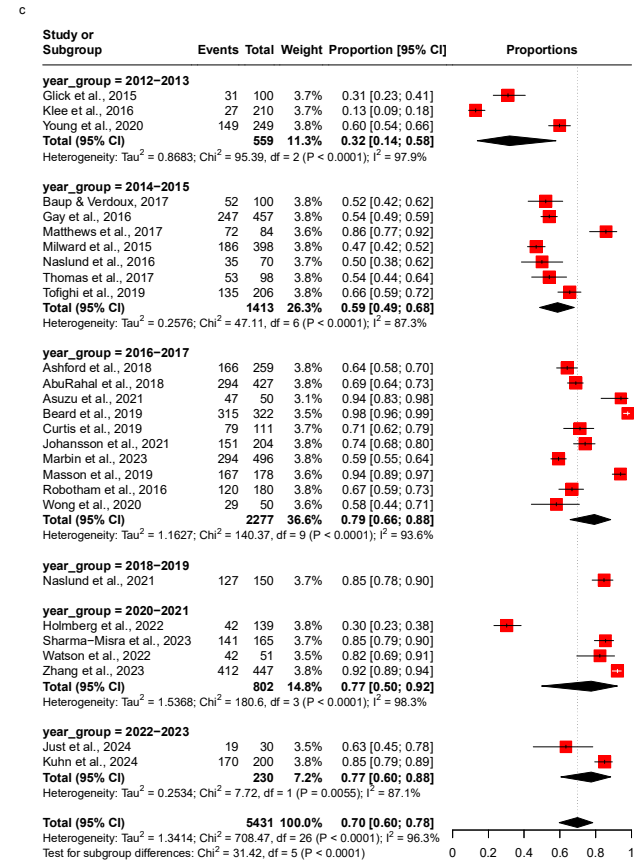 c
Study or
Subgroup Events Total Weight Proportion [95% CI] Proportions
year_group = 2012−2013
Glick et al., 2015 31 100 3.7% 0.31 [0.23; 0.41]
Klee et al., 2016 27 210 3.7% 0.13 [0.09; 0.18]
Young et al., 2020 149 249 3.8% 0.60 [0.54; 0.66]
Total (95% CI) 559 11.3% 0.32 [0.14; 0.58]
Heterogeneity: Tau² = 0.8683; Chi² = 95.39, df = 2 (P < 0.0001); I² = 97.9%
year_group = 2014−2015
Baup & Verdoux, 2017 52 100 3.8% 0.52 [0.42; 0.62]
Gay et al., 2016 247 457 3.8% 0.54 [0.49; 0.59]
Matthews et al., 2017 72 84 3.6% 0.86 [0.77; 0.92]
Milward et al., 2015 186 398 3.8% 0.47 [0.42; 0.52]
Naslund et al., 2016 35 70 3.7% 0.50 [0.38; 0.62]
Thomas et al., 2017 53 98 3.7% 0.54 [0.44; 0.64]
Tofighi et al., 2019 135 206 3.8% 0.66 [0.59; 0.72]
Total (95% CI) 1413 26.3% 0.59 [0.49; 0.68]
Heterogeneity: Tau² = 0.2576; Chi² = 47.11, df = 6 (P < 0.0001); I² = 87.3%
year_group = 2016−2017
Ashford et al., 2018 166 259 3.8% 0.64 [0.58; 0.70]
AbuRahal et al., 2018 294 427 3.8% 0.69 [0.64; 0.73]
Asuzu et al., 2021 47 50 3.1% 0.94 [0.83; 0.98]
Beard et al., 2019 315 322 3.5% 0.98 [0.96; 0.99]
Curtis et al., 2019 79 111 3.7% 0.71 [0.62; 0.79]
Johansson et al., 2021 151 204 3.8% 0.74 [0.68; 0.80]
Marbin et al., 2023 294 496 3.8% 0.59 [0.55; 0.64]
Masson et al., 2019 167 178 3.6% 0.94 [0.89; 0.97]
Robotham et al., 2016 120 180 3.8% 0.67 [0.59; 0.73]
Wong et al., 2020 29 50 3.6% 0.58 [0.44; 0.71]
Total (95% CI) 2277 36.6% 0.79 [0.66; 0.88]
Heterogeneity: Tau² = 1.1627; Chi² = 140.37, df = 9 (P < 0.0001); I² = 93.6%
year_group = 2018−2019
Naslund et al., 2021 127 150 3.7% 0.85 [0.78; 0.90]
year_group = 2020−2021
Holmberg et al., 2022 42 139 3.8% 0.30 [0.23; 0.38]
Sharma−Misra et al., 2023 141 165 3.7% 0.85 [0.79; 0.90]
Watson et al., 2022 42 51 3.5% 0.82 [0.69; 0.91]
Zhang et al., 2023 412 447 3.8% 0.92 [0.89; 0.94]
Total (95% CI) 802 14.8% 0.77 [0.50; 0.92]
Heterogeneity: Tau² = 1.5368; Chi² = 180.6, df = 3 (P < 0.0001); I² = 98.3%
year_group = 2022−2023
Just et al., 2024 19 30 3.5% 0.63 [0.45; 0.78]
Kuhn et al., 2024 170 200 3.8% 0.85 [0.79; 0.89]
Total (95% CI) 230 7.2% 0.77 [0.60; 0.88]
Heterogeneity: Tau² = 0.2534; Chi² = 7.72, df = 1 (P = 0.0055); I² = 87.1%
Total (95% CI) 5431 100.0% 0.70 [0.60; 0.78]
Heterogeneity: Tau² = 1.3414; Chi² = 708.47, df = 26 (P < 0.0001); I² = 96.3%
Test for subgroup differences: Chi² = 31.42, df = 5 (P < 0.0001)
0 0.2 0.4 0.6 0.8 1